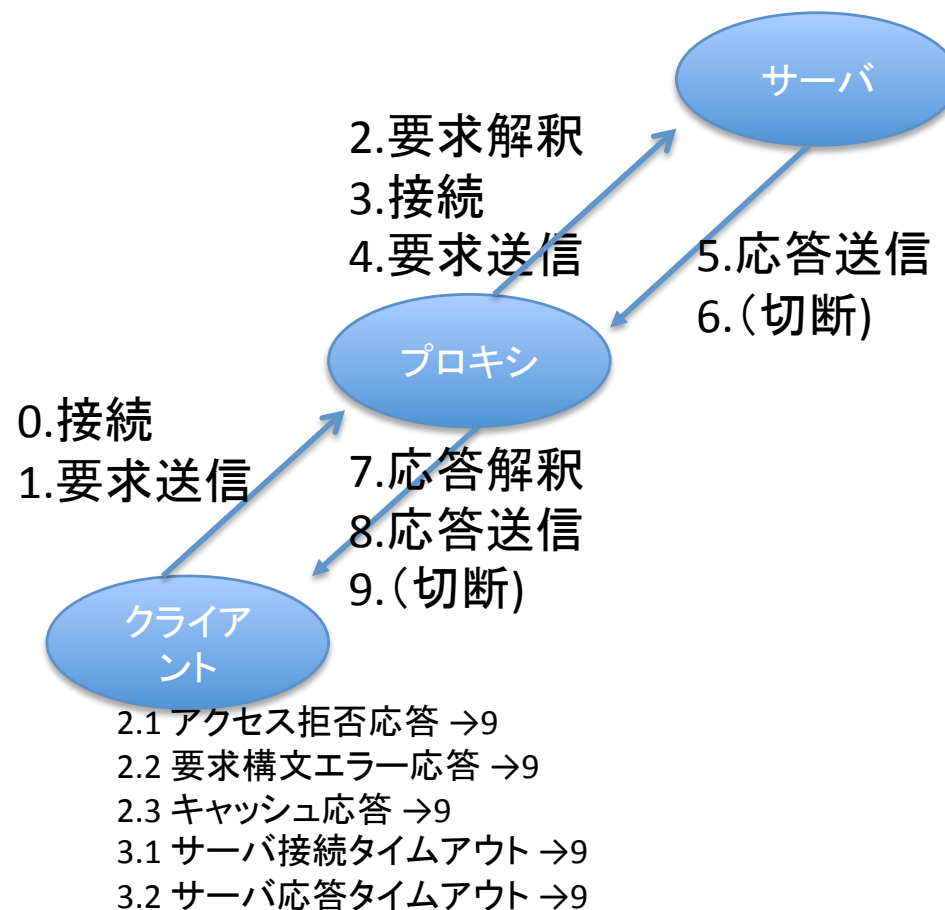 サーバ
2.要求解釈
3.接続
4.要求送信
5.応答送信
6.（切断)
プロキシ
0.接続
1.要求送信
7.応答解釈
8.応答送信
9.（切断)
クライア
ント
2.1 アクセス拒否応答 →9
2.2 要求構文エラー応答 →9
2.3 キャッシュ応答 →9
3.1 サーバ接続タイムアウト →9
3.2 サーバ応答タイムアウト →9